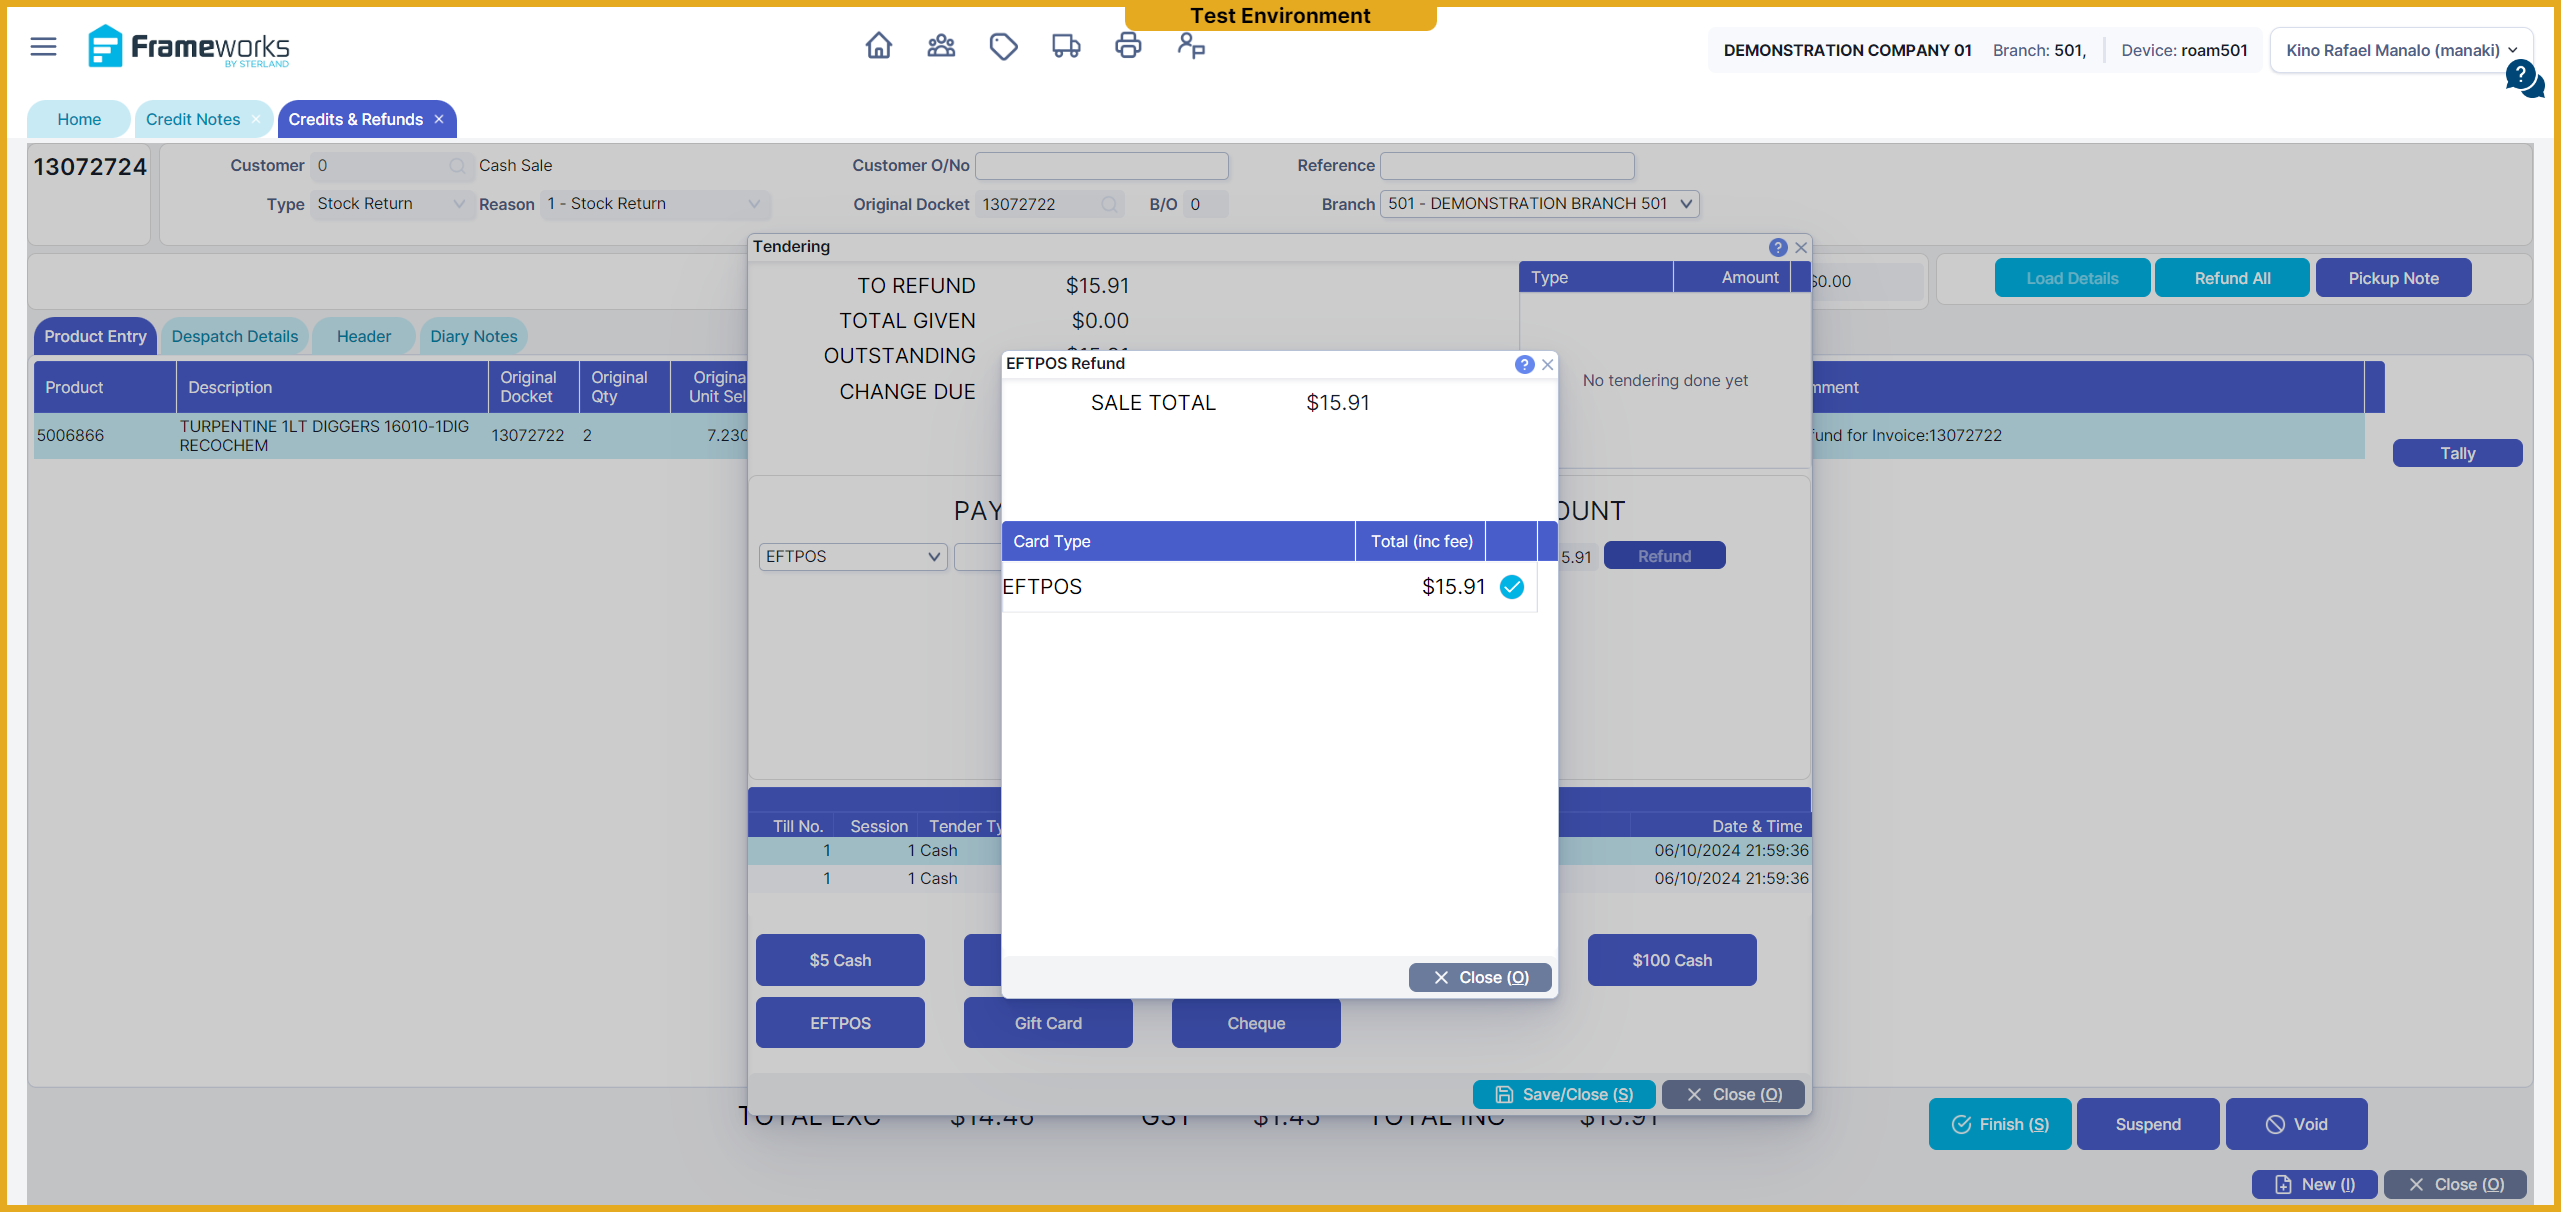 Test Environment
Frameworks
BY STERLAND
DEMONSTRATION COMPANY 01 Branch: 501, Device: roam501 Kino Rafael Manalo (manaki)
Home Credit Notes Credits & Refunds
13072724 Customer 0 Cash Sale Customer O/No Reference
Type Stock Return Reason 1 - Stock Return Original Docket 13072722 B/O 0 Branch 501 - DEMONSTRATION BRANCH 501
Tendering
TO REFUND $15.91 Type Amount $0.00 Load Details Refund All Pickup Note
TOTAL GIVEN $0.00
Product Entry Despatch Details Header Diary Notes
OUTSTANDING
EFTPOS Refund
Product Description Original Docket Original Qty Origina Unit Sel
CHANGE DUE No tendering done yet mment
SALE TOTAL $15.91
5006866 TURPENTINE 1LT DIGGERS 16010-1DIG RECOCHEM 13072722 2 7.230 fund for Invoice:13072722
Tally
PAY OUNT
Card Type Total (inc fee)
EFTPOS 5.91 Refund
EFTPOS $15.91
Till No. Session Tender Ty Date & Time
1 1 Cash 06/10/2024 21:59:36
1 1 Cash 06/10/2024 21:59:36
$5 Cash $100 Cash
Close (O)
EFTPOS Gift Card Cheque
Save/Close (S) Close (O)
TOTAL EXC $14.46 GST $1.45 TOTAL INC $15.91
Finish (S) Suspend Void
New (I) Close (O)